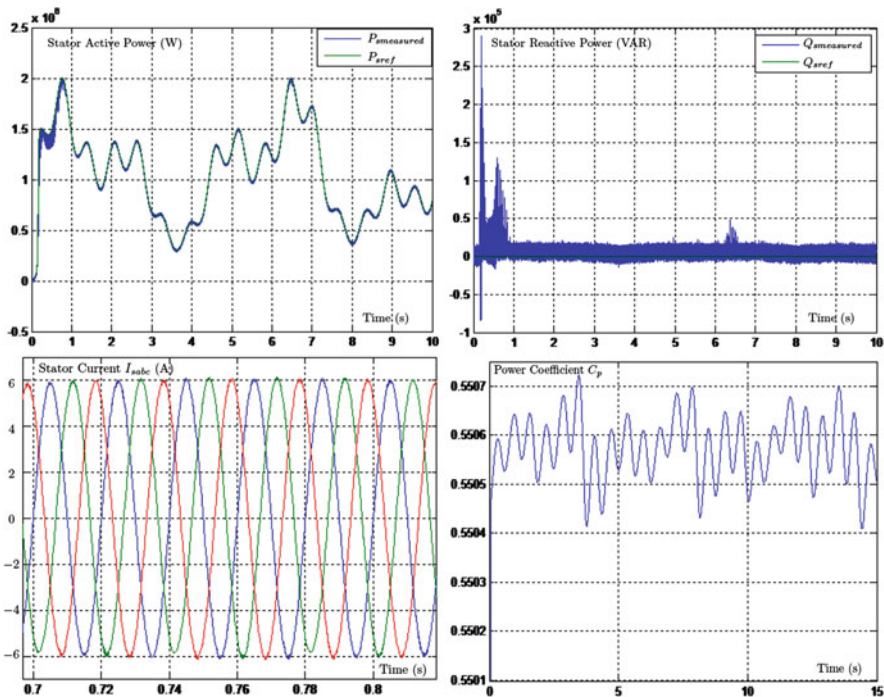 x 10⁶
Stator Active Power (W)
P_smeasured
P_sref
2.5
2
1.5
1
0.5
0
-0.5
0 1 2 3 4 5 6 7 8 9 10
Time (s)
x 10⁵
Stator Reactive Power (VAR)
Q_smeasured
Q_sref
3
2.5
2
1.5
1
0.5
0
-0.5
-1
0 1 2 3 4 5 6 7 8 9 10
Time (s)
Stator Current I_sabc (A)
6
4
2
0
-2
-4
-6
0.7 0.72 0.74 0.76 0.78 0.8
Time (s)
Power Coefficient C_p
0.5507
0.5506
0.5505
0.5504
0.5503
0.5502
0.5501
0 5 10 15
Time (s)